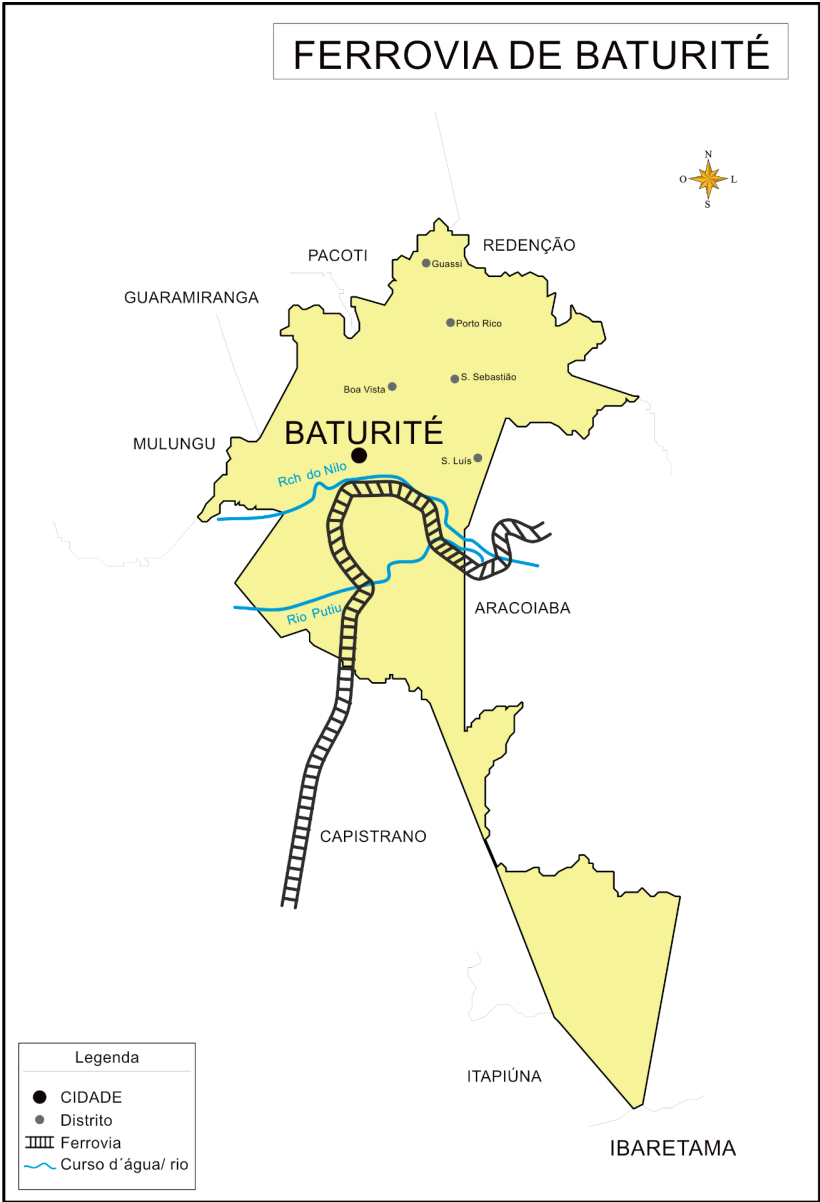 FERROVIA DE BATURITÉ
N
O
L
S
REDENÇÃO
PACOTI
Guassi
GUARAMIRANGA
Porto Rico
S. Sebastião
Boa Vista
BATURITÉ
MULUNGU
S. Luís
Rch do Nilo
ARACOIABA
Rio Putiu
CAPISTRANO
ITAPIÚNA
IBARETAMA
Legenda
CIDADE
Distrito
Ferrovia
Curso d´água/ rio